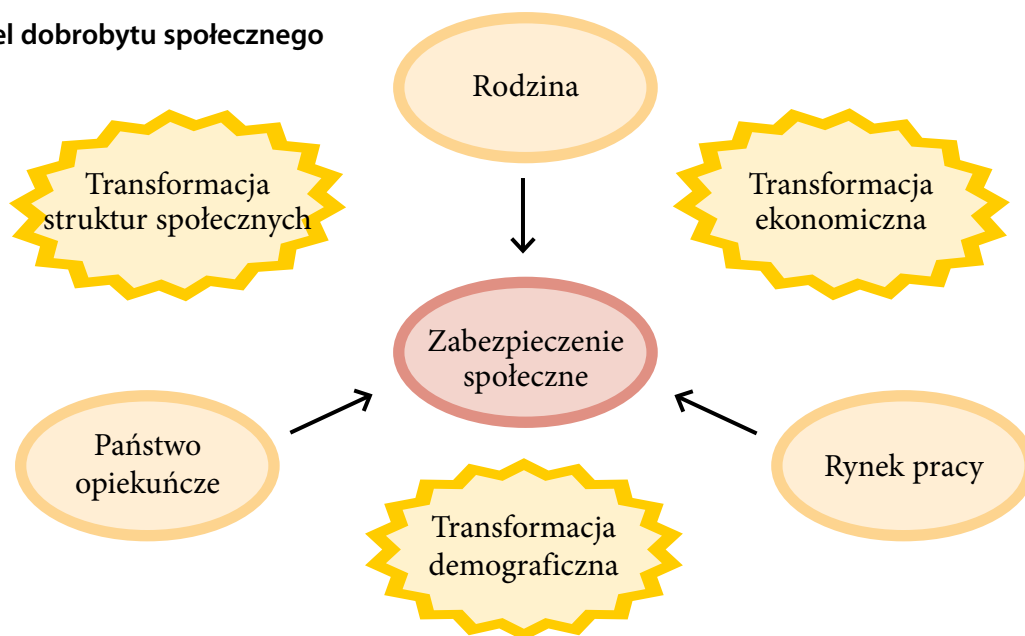 el dobrobytu społecznego
Rodzina
Transformacja
struktur społecznych
Transformacja
ekonomiczna
Zabezpieczenie
społeczne
Państwo
opiekuńcze
Rynek pracy
Transformacja
demograficzna